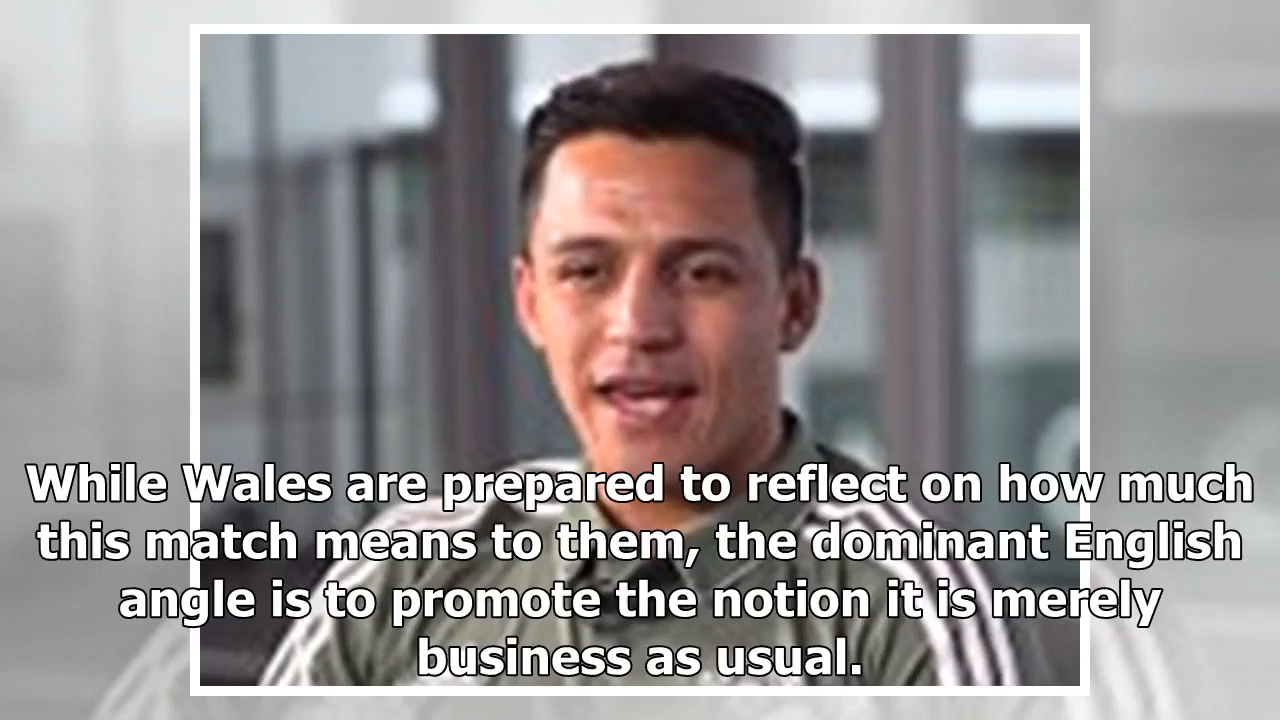 While Wales are prepared to reflect on how much
this match means to them, the dominant English
angle is to promote the notion it is merely
business as usual.